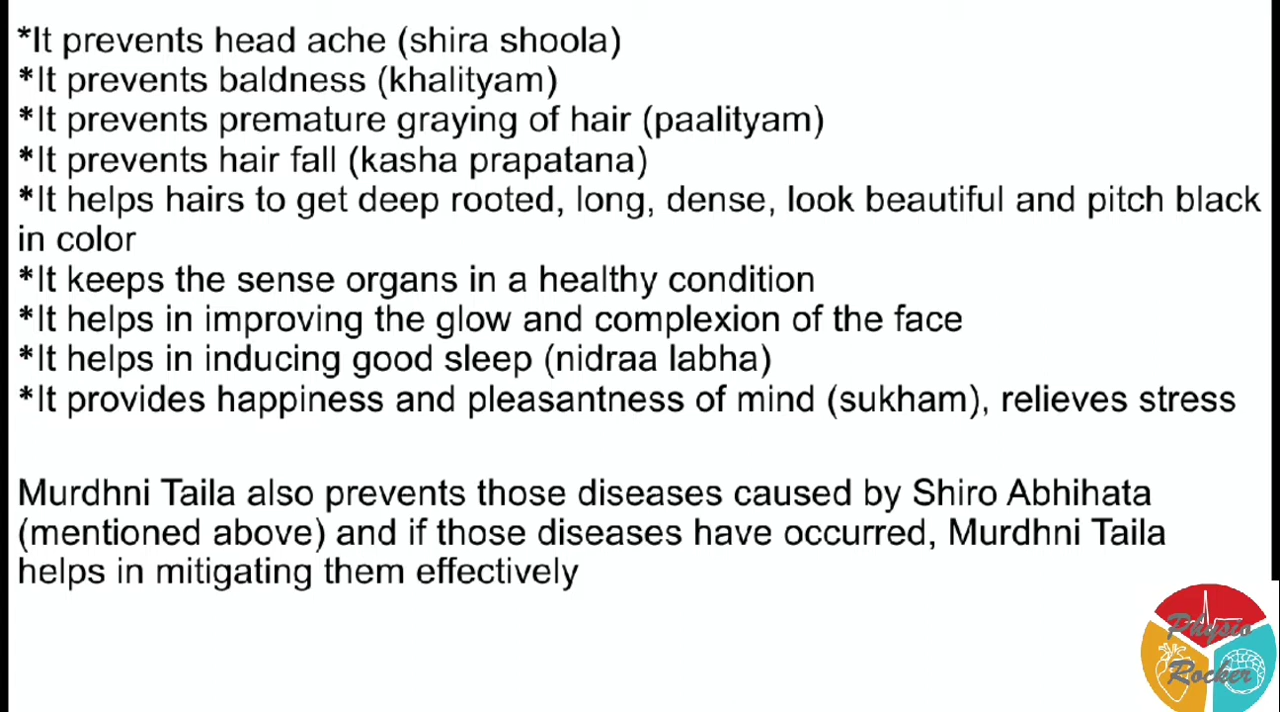 *It prevents head ache (shira shoola)
*It prevents baldness (khalityam)
*It prevents premature graying of hair (paalityam)
*It prevents hair fall (kasha prapatana)
*It helps hairs to get deep rooted, long, dense, look beautiful and pitch black
in color
*It keeps the sense organs in a healthy condition
*It helps in improving the glow and complexion of the face
*It helps in inducing good sleep (nidraa labha)
*It provides happiness and pleasantness of mind (sukham), relieves stress
Murdhni Taila also prevents those diseases caused by Shiro Abhihata
(mentioned above) and if those diseases have occurred, Murdhni Taila
helps in mitigating them effectively
Physio
Rocker